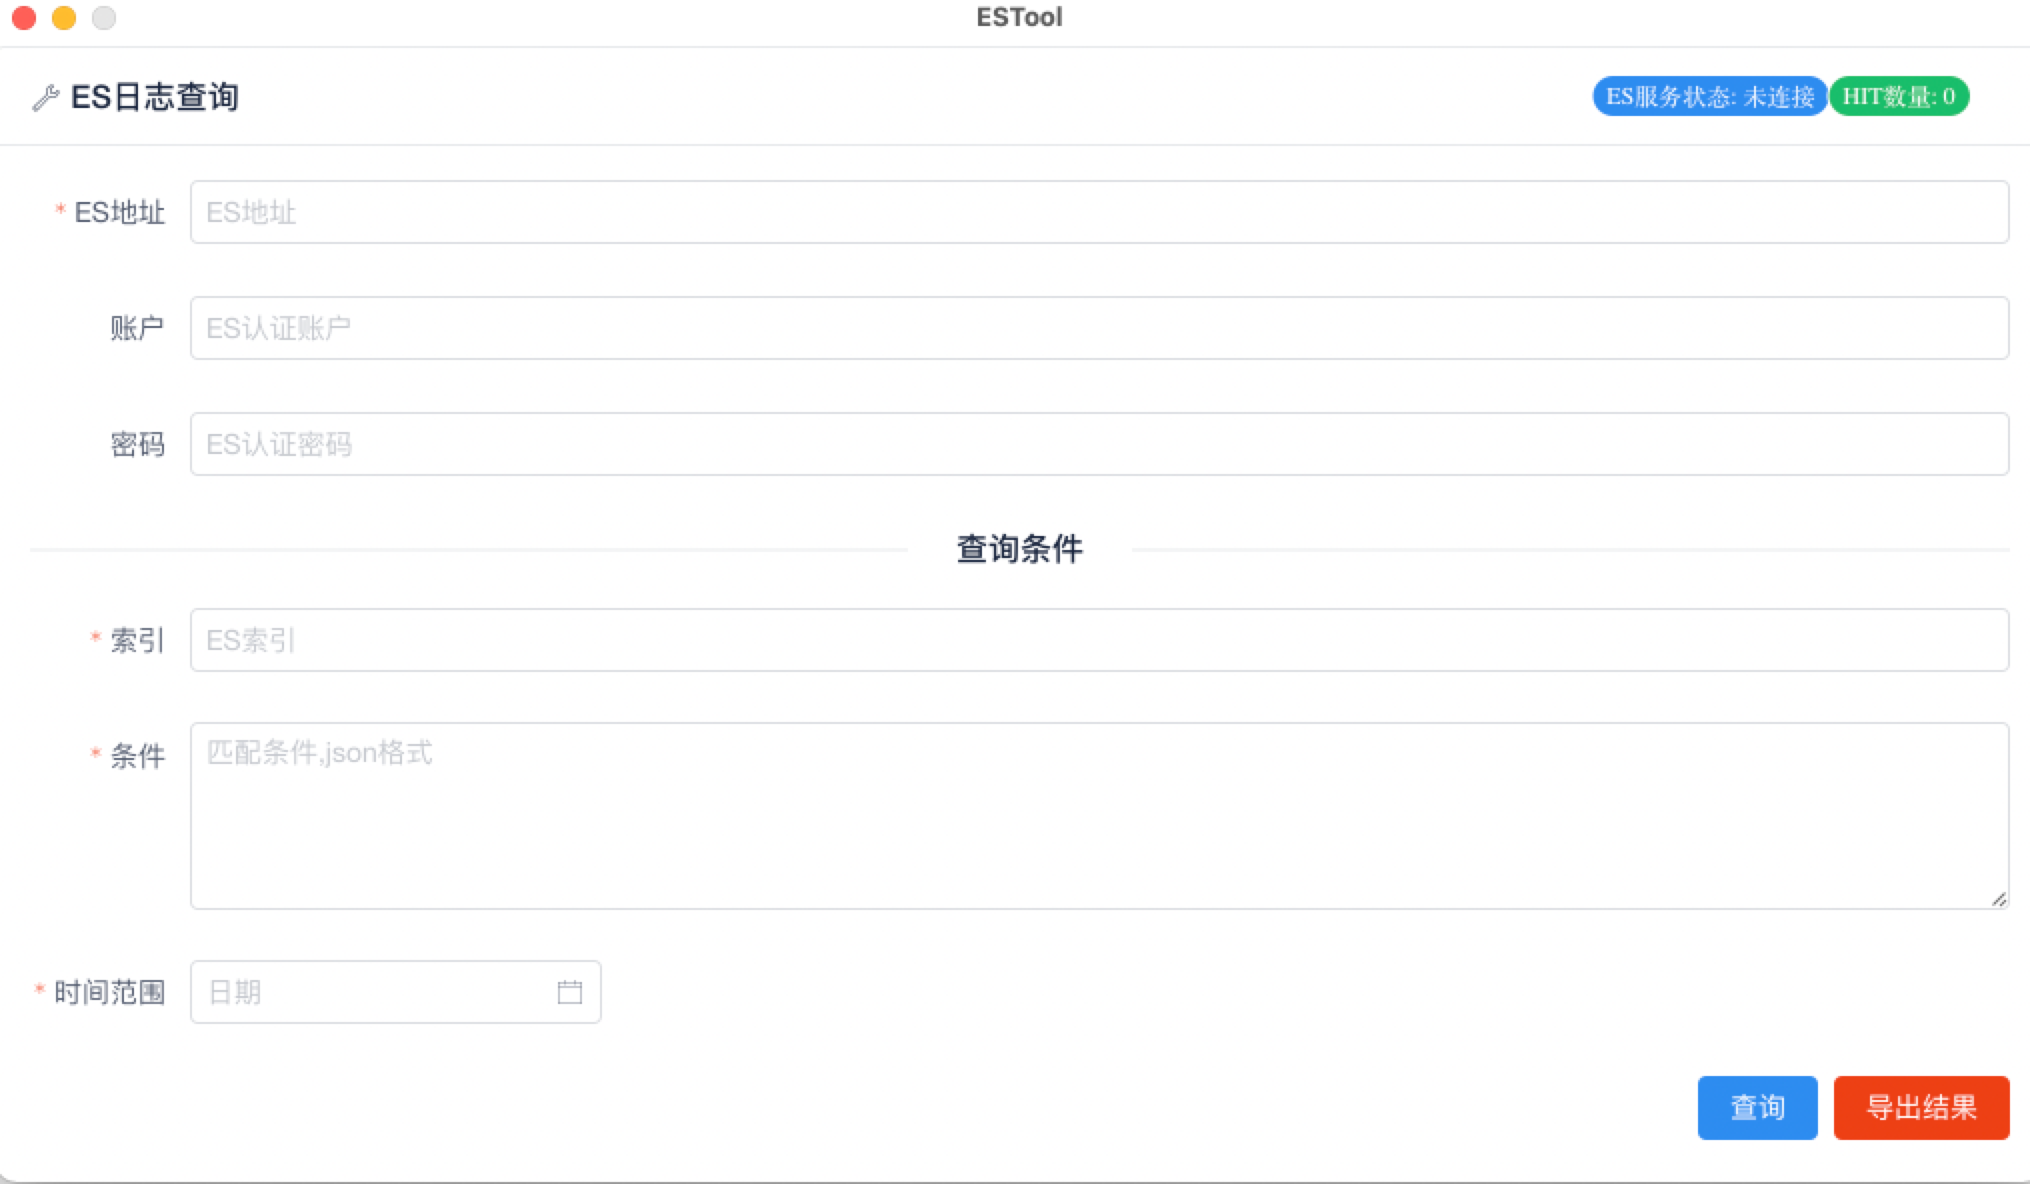 ESTool
ES日志查询
ES服务状态: 未连接
HIT数量: 0
* ES地址
ES地址
账户
ES认证账户
密码
ES认证密码
查询条件
* 索引
ES索引
* 条件
匹配条件,json格式
* 时间范围
日期
查询
导出结果